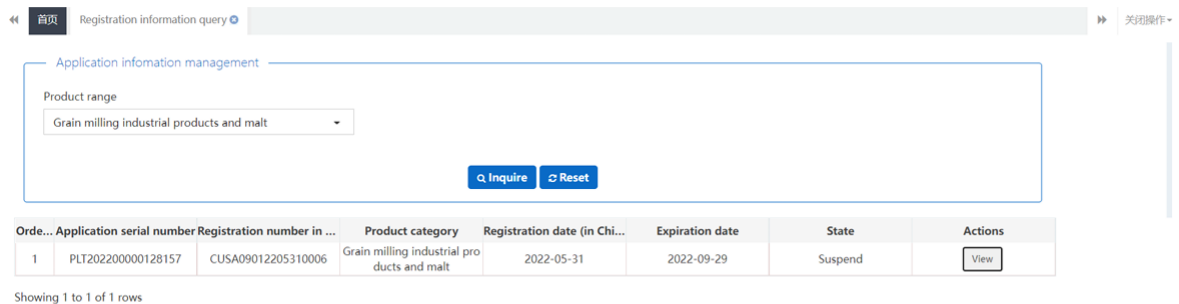 首页 Registration information query 关闭操作
Application infomation management
Product range
Grain milling industrial products and malt
Inquire Reset
Orde... Application serial number Registration number in ... Product category Registration date (in Chi... Expiration date State Actions
1 PLT202200000128157 CUSA09012205310006 Grain milling industrial pro 2022-05-31 2022-09-29 Suspend View
ducts and malt
Showing 1 to 1 of 1 rows